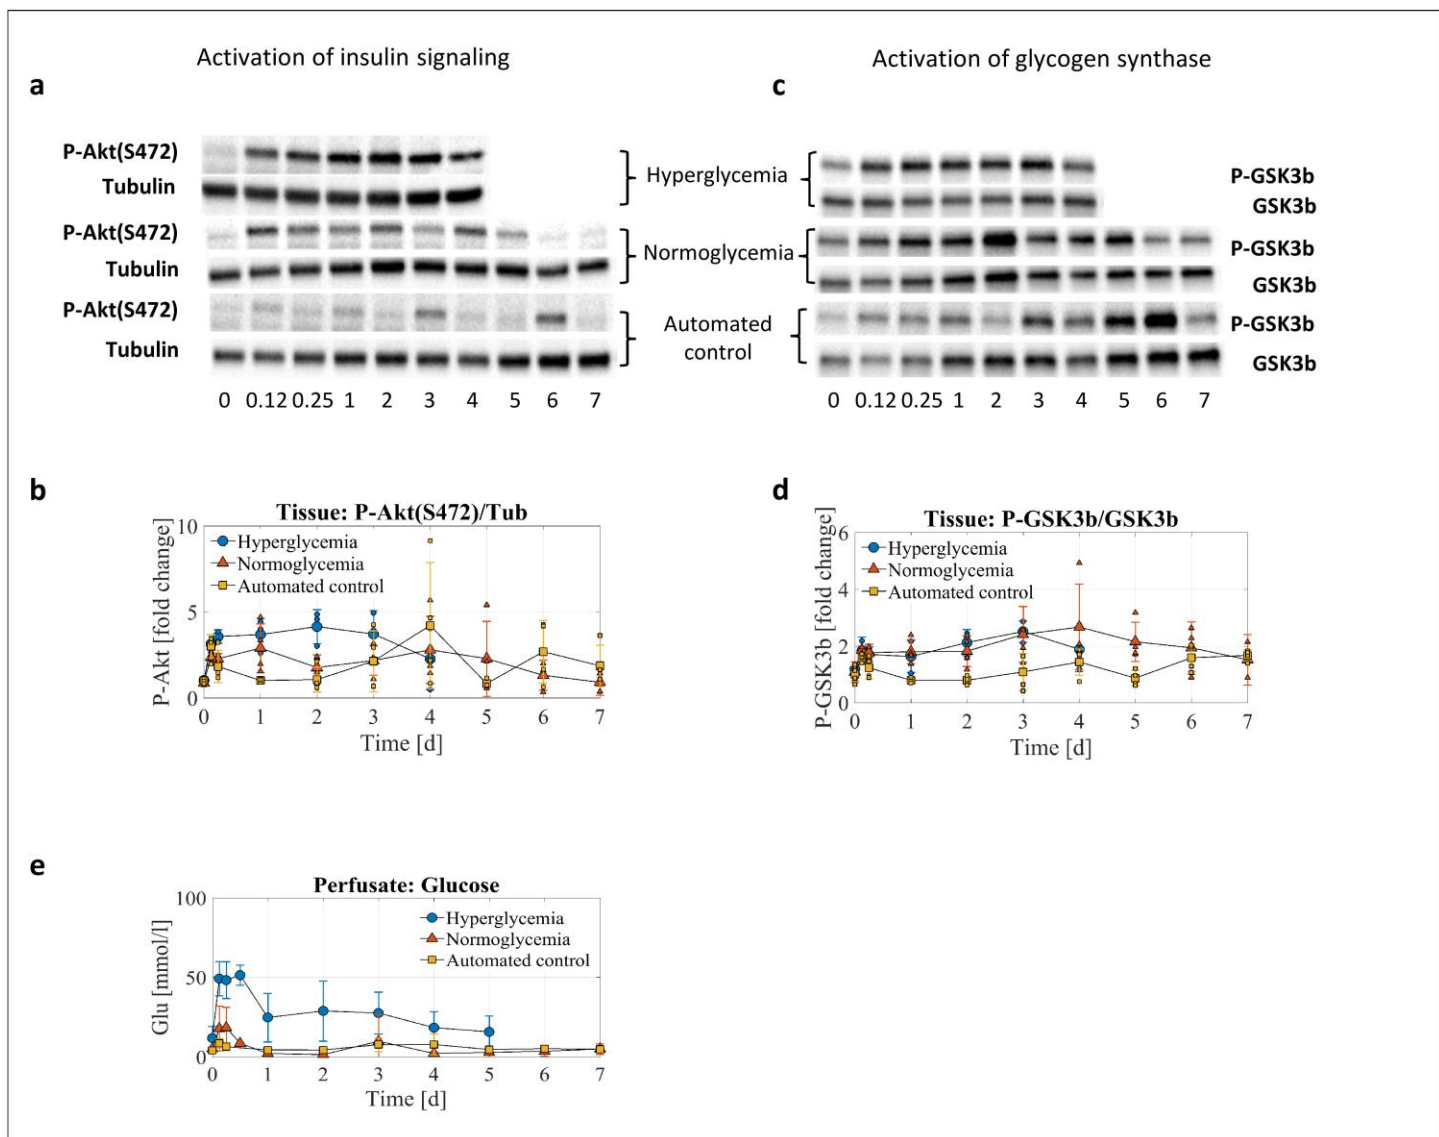 Activation of insulin signaling
Activation of glycogen synthase
a
c
P-Akt(S472)
Tubulin
Hyperglycemia
P-GSK3b
GSK3b
P-Akt(S472)
Tubulin
Normoglycemia
P-GSK3b
GSK3b
P-Akt(S472)
Tubulin
Automated
control
P-GSK3b
GSK3b
0 0.12 0.25 1 2 3 4 5 6 7
0 0.12 0.25 1 2 3 4 5 6 7
b
Tissue: P-Akt(S472)/Tub
P-Akt [fold change]
10
5
0
Hyperglycemia
Normoglycemia
Automated control
0 1 2 3 4 5 6 7
Time [d]
d
Tissue: P-GSK3b/GSK3b
P-GSK3b [fold change]
6
4
2
0
Hyperglycemia
Normoglycemia
Automated control
0 1 2 3 4 5 6 7
Time [d]
e
Perfusate: Glucose
Glu [mmol/l]
100
50
0
Hyperglycemia
Normoglycemia
Automated control
0 1 2 3 4 5 6 7
Time [d]